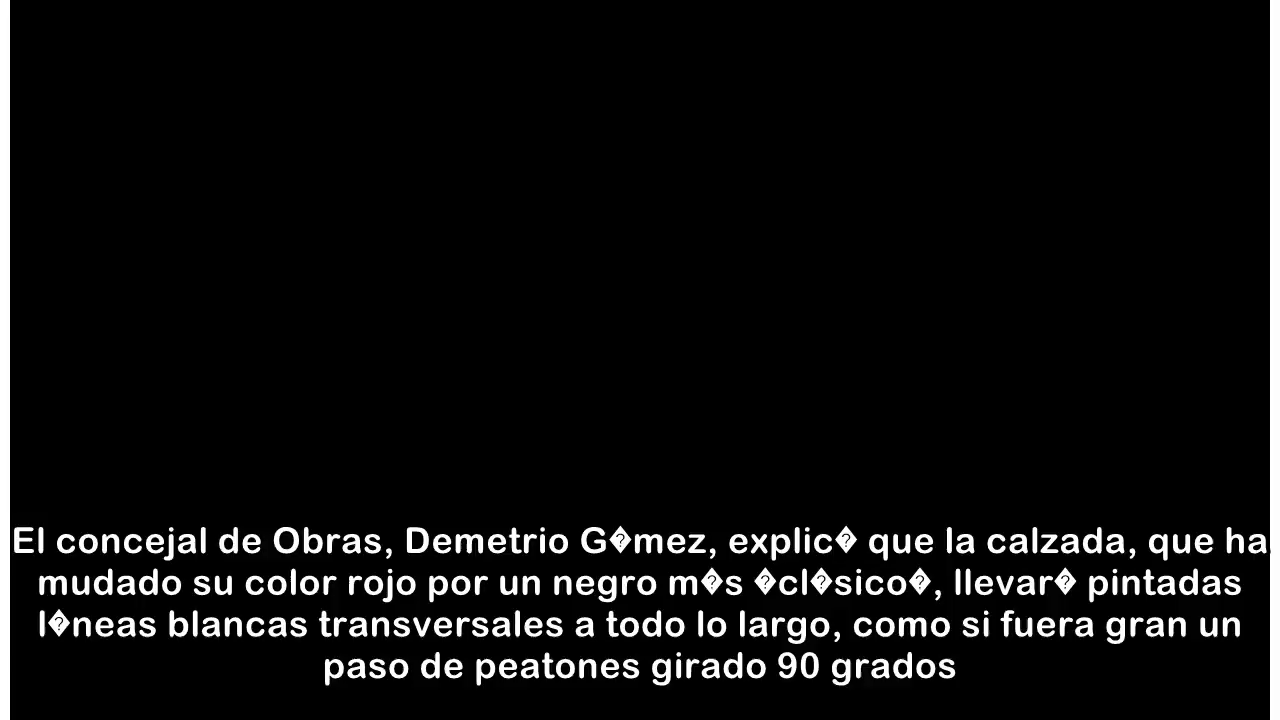 El concejal de Obras, Demetrio G�mez, explic� que la calzada, que ha
mudado su color rojo por un negro m�s �cl�sico�, llevar� pintadas
l�neas blancas transversales a todo lo largo, como si fuera gran un
paso de peatones girado 90 grados